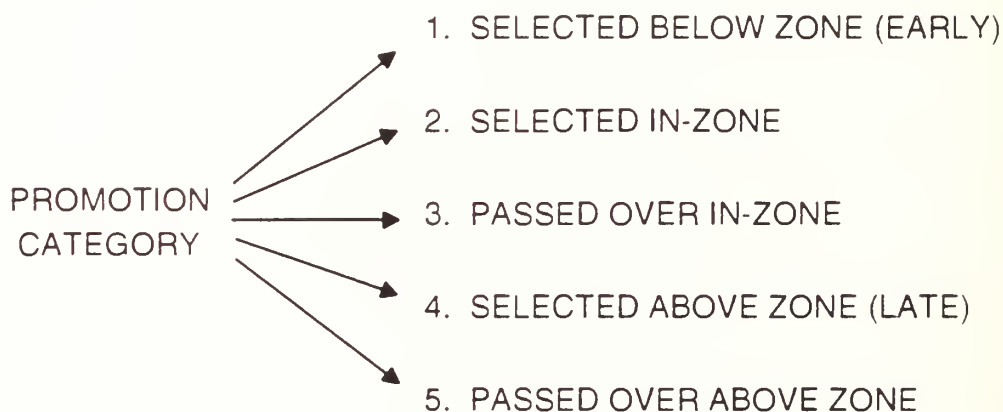 1. SELECTED BELOW ZONE (EARLY)
2. SELECTED IN-ZONE
PROMOTION
CATEGORY
3. PASSED OVER IN-ZONE
4. SELECTED ABOVE ZONE (LATE)
5. PASSED OVER ABOVE ZONE